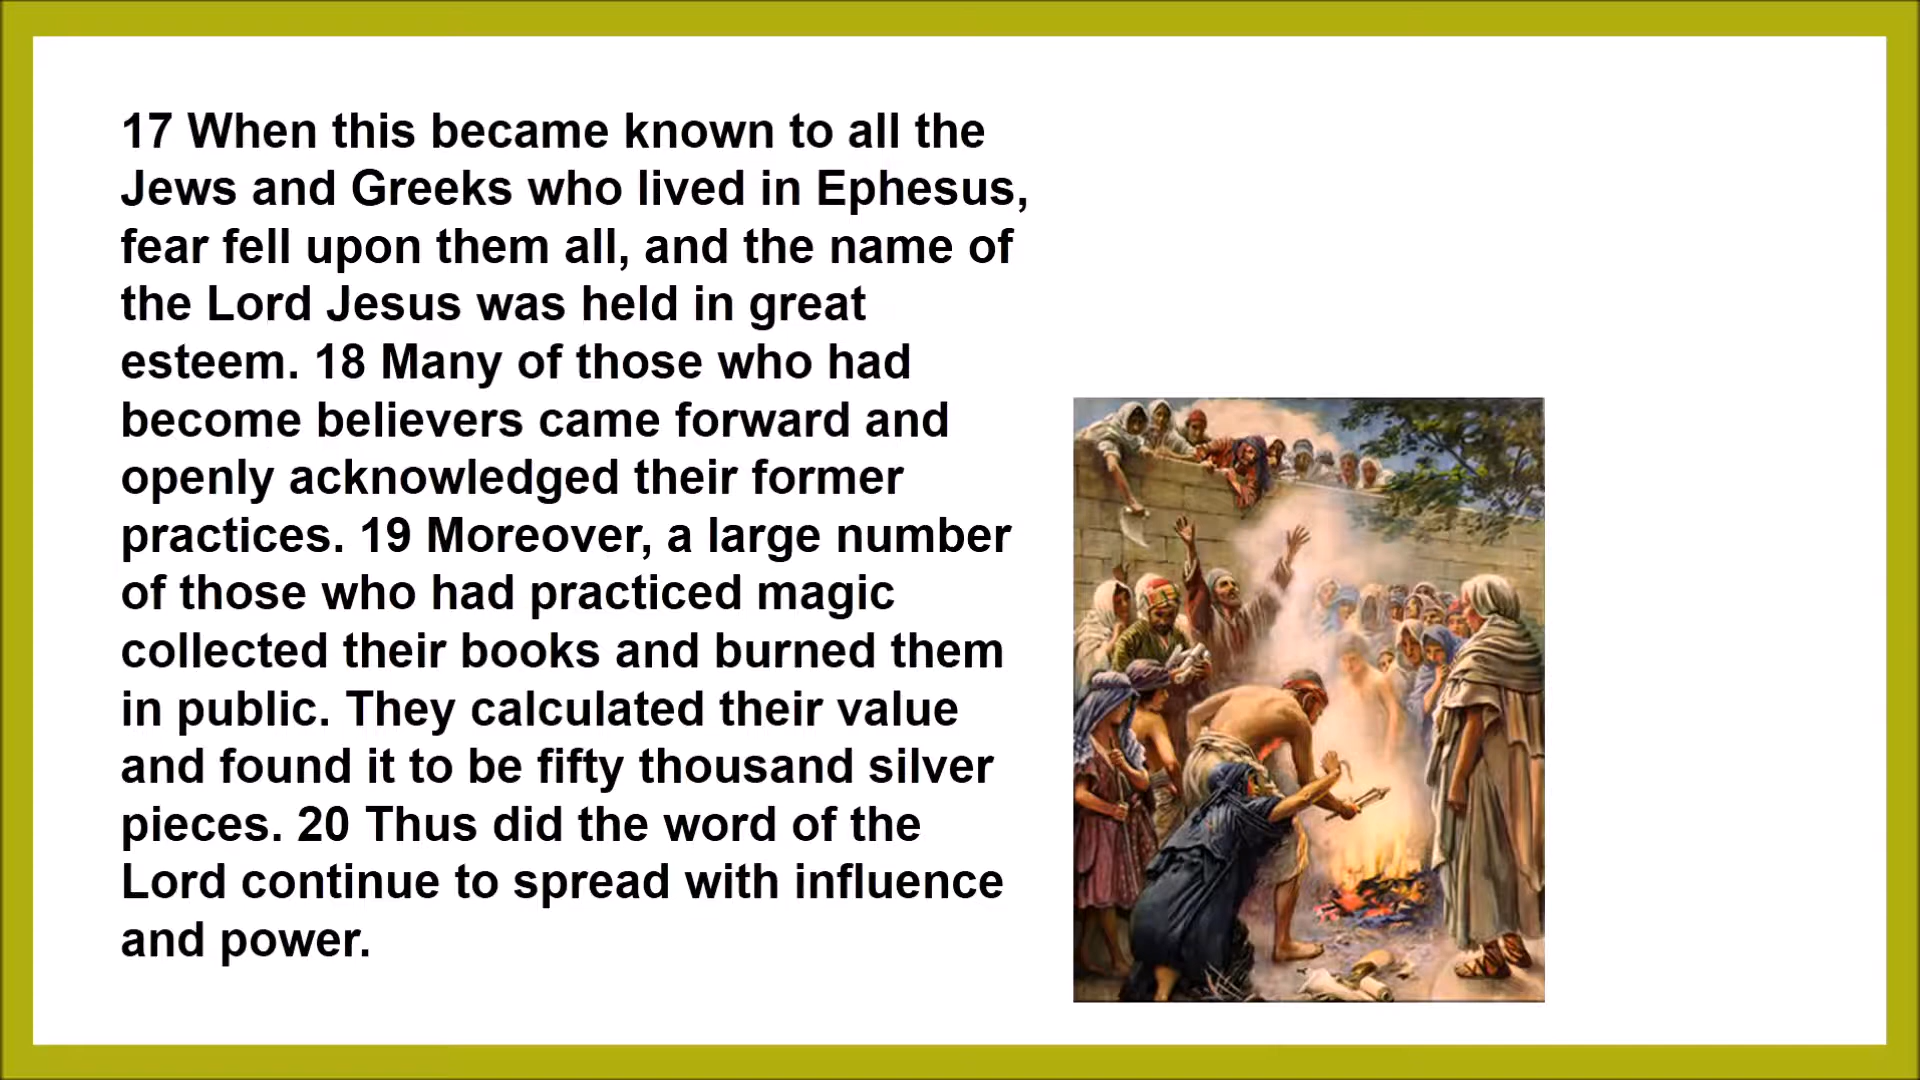 17 When this became known to all the
Jews and Greeks who lived in Ephesus,
fear fell upon them all, and the name of
the Lord Jesus was held in great
esteem. 18 Many of those who had
become believers came forward and
openly acknowledged their former
practices. 19 Moreover, a large number
of those who had practiced magic
collected their books and burned them
in public. They calculated their value
and found it to be fifty thousand silver
pieces. 20 Thus did the word of the
Lord continue to spread with influence
and power.